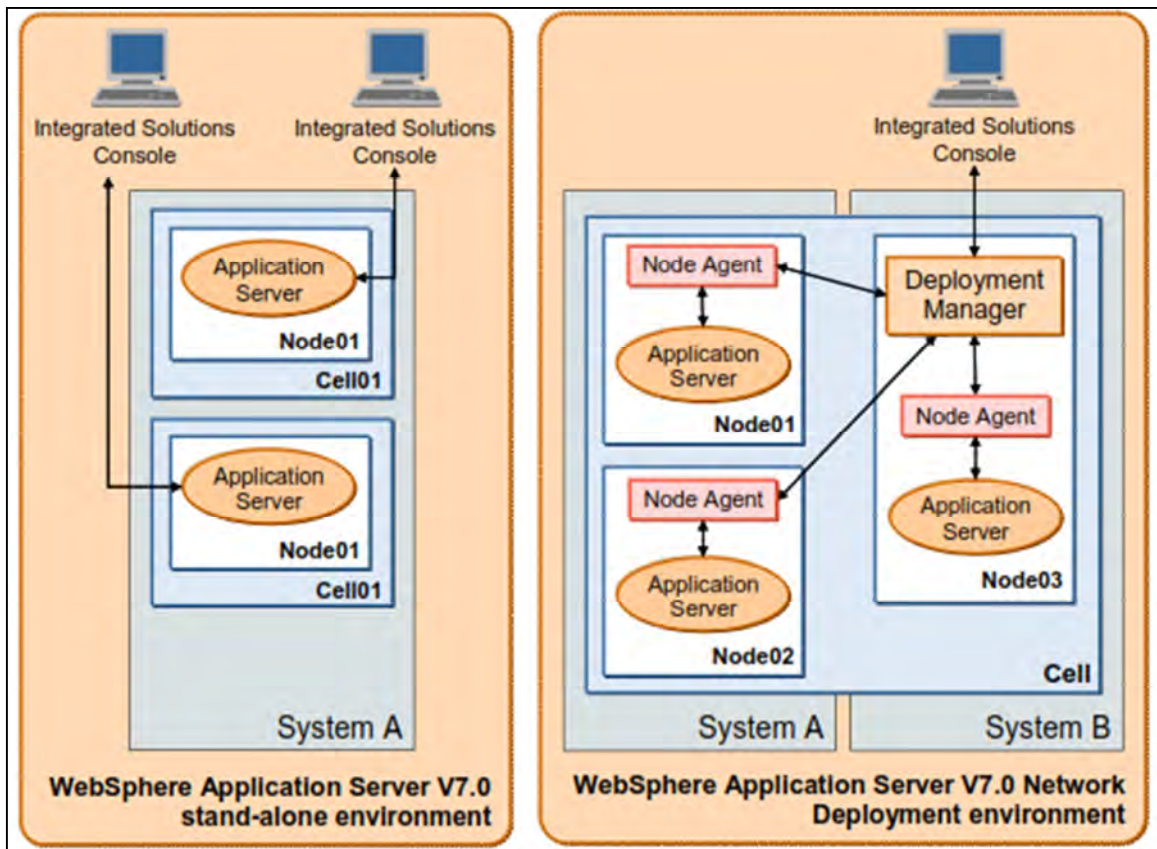 Integrated Solutions
Console
Integrated Solutions
Console
Application
Server
Node01
Cell01
Application
Server
Node01
Cell01
System A
WebSphere Application Server V7.0
stand-alone environment
Integrated Solutions
Console
Node Agent
Application
Server
Node01
Node Agent
Application
Server
Node02
Deployment
Manager
Node Agent
Application
Server
Node03
Cell
System A
System B
WebSphere Application Server V7.0 Network
Deployment environment